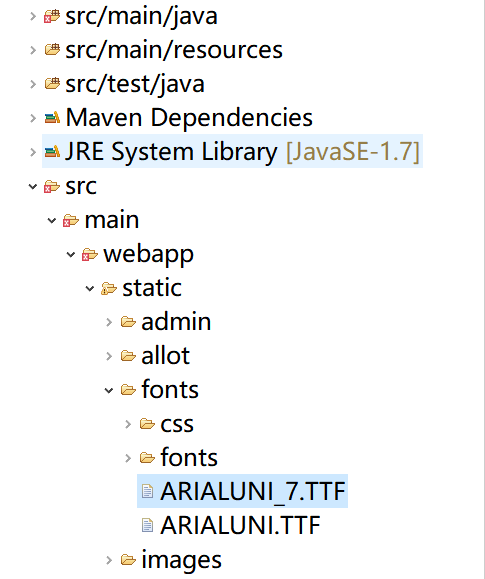 src/main/java
src/main/resources
src/test/java
Maven Dependencies
JRE System Library [JavaSE-1.7]
src
main
webapp
static
admin
allot
fonts
css
fonts
ARIALUNI_7.TTF
ARIALUNI.TTF
images